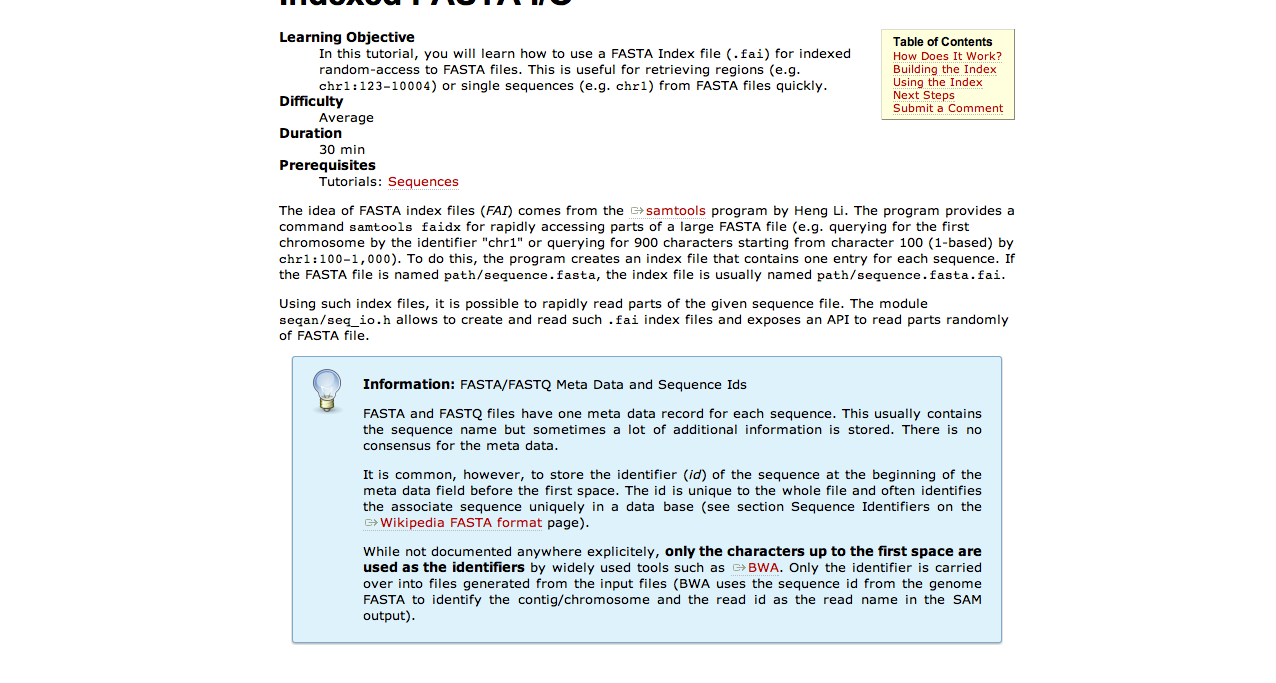 Indexed FASTA I/O
Learning Objective
In this tutorial, you will learn how to use a FASTA Index file (.fai) for indexed
random-access to FASTA files. This is useful for retrieving regions (e.g.
chr1:123-10004) or single sequences (e.g. chr1) from FASTA files quickly.
Difficulty
Average
Duration
30 min
Prerequisites
Tutorials: Sequences
Table of Contents
How Does It Work?
Building the Index
Using the Index
Next Steps
Submit a Comment
The idea of FASTA index files (FAI) comes from the samtools program by Heng Li. The program provides a
command samtools faidx for rapidly accessing parts of a large FASTA file (e.g. querying for the first
chromosome by the identifier "chr1" or querying for 900 characters starting from character 100 (1-based) by
chr1:100-1,000). To do this, the program creates an index file that contains one entry for each sequence. If
the FASTA file is named path/sequence.fasta, the index file is usually named path/sequence.fasta.fai.
Using such index files, it is possible to rapidly read parts of the given sequence file. The module
seqan/seq_io.h allows to create and read such .fai index files and exposes an API to read parts randomly
of FASTA file.
Information: FASTA/FASTQ Meta Data and Sequence Ids
FASTA and FASTQ files have one meta data record for each sequence. This usually contains
the sequence name but sometimes a lot of additional information is stored. There is no
consensus for the meta data.
It is common, however, to store the identifier (id) of the sequence at the beginning of the
meta data field before the first space. The id is unique to the whole file and often identifies
the associate sequence uniquely in a data base (see section Sequence Identifiers on the
Wikipedia FASTA format page).
While not documented anywhere explicitely, only the characters up to the first space are
used as the identifiers by widely used tools such as BWA. Only the identifier is carried
over into files generated from the input files (BWA uses the sequence id from the genome
FASTA to identify the contig/chromosome and the read id as the read name in the SAM
output).